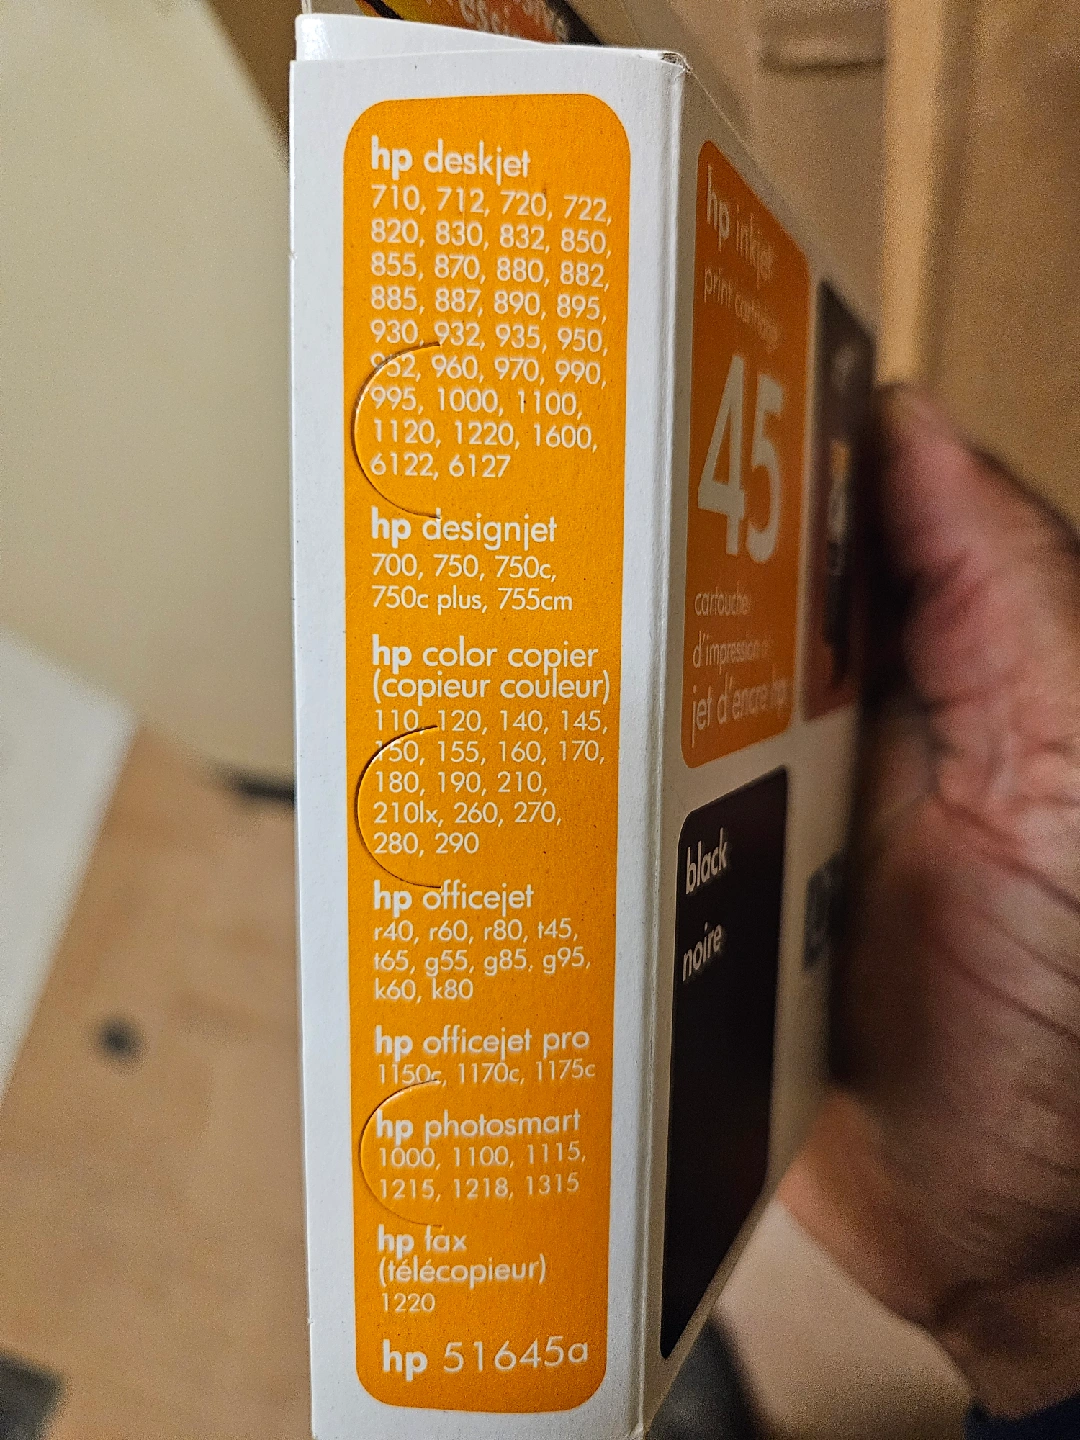 hp deskjet
710, 712, 720, 722,
820, 830, 832, 850,
855, 870, 880, 882,
885, 887, 890, 895,
930, 932, 935, 950,
952, 960, 970, 990,
995, 1000, 1100,
1120, 1220, 1600,
6122, 6127
hp designjet
700, 750, 750c,
750c plus, 755cm
hp color copier
(copieur couleur)
110, 120, 140, 145,
150, 155, 160, 170,
180, 190, 210,
210lx, 260, 270,
280, 290
hp officejet
r40, r60, r80, t45,
t65, g55, g85, g95,
k60, k80
hp officejet pro
1150c, 1170c, 1175c
hp photosmart
1000, 1100, 1115,
1215, 1218, 1315
hp fax
(télécopieur)
1220
hp 51645a
hp inkjet
print cartridge
45
cartouche
d'impression à
jet d'encre hp
black
noire